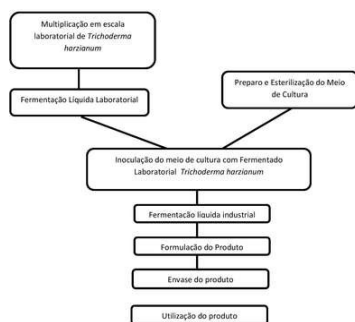 Multiplicação em escala
laboratorial de Trichoderma
harzianum
Fermentação Líquida Laboratorial
Preparo e Esterilização do Meio
de Cultura
Inoculação do meio de cultura com Fermentado
Laboratorial Trichoderma harzianum
Fermentação líquida industrial
Formulação do Produto
Envase do produto
Utilização do produto